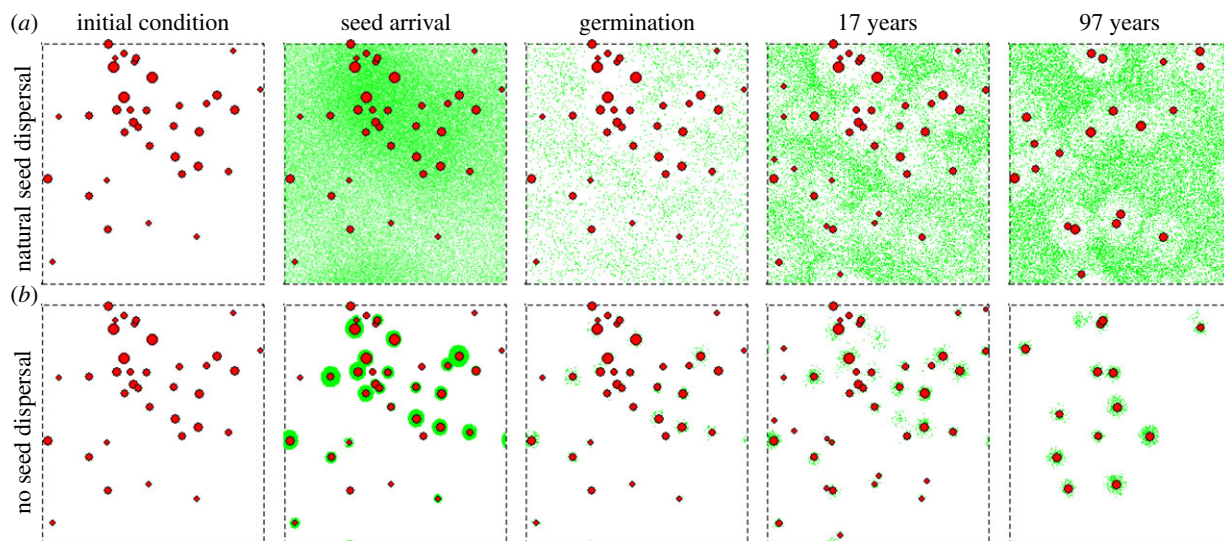 (a) initial condition seed arrival germination 17 years 97 years
natural seed dispersal
(b)
no seed dispersal